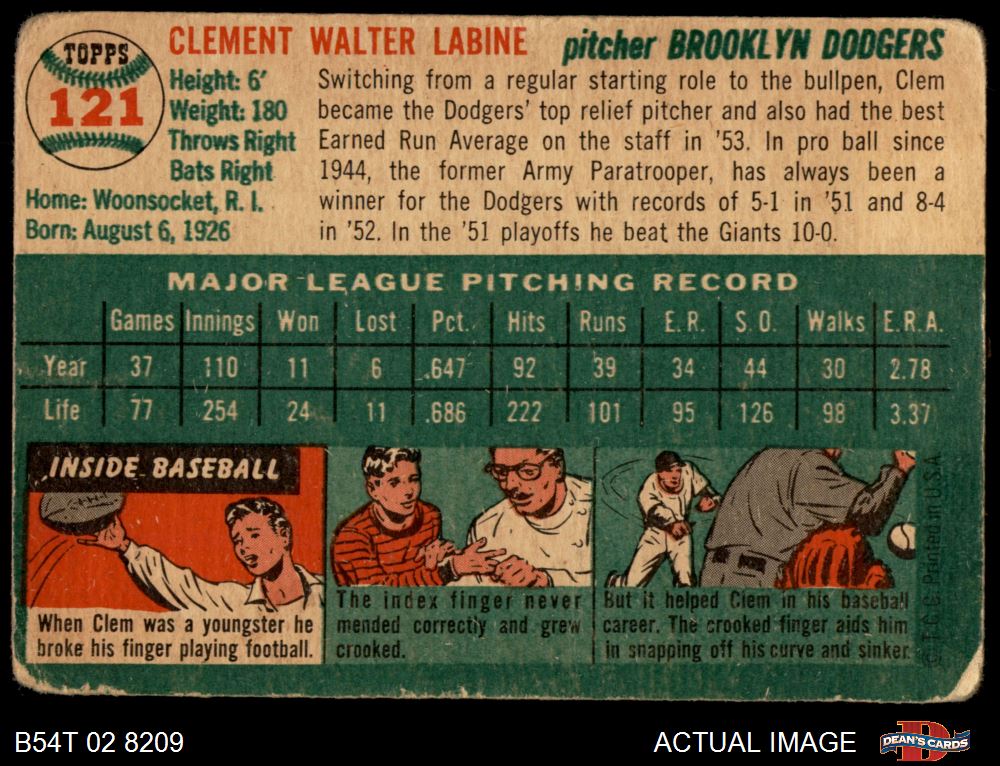 TOPPS
121
CLEMENT WALTER LABINE
pitcher BROOKLYN DODGERS
Height: 6'
Weight: 180
Throws Right
Bats Right
Home: Woonsocket, R. I.
Born: August 6, 1926
Switching from a regular starting role to the bullpen, Clem
became the Dodgers' top relief pitcher and also had the best
Earned Run Average on the staff in '53. In pro ball since
1944, the former Army Paratrooper, has always been a
winner for the Dodgers with records of 5-1 in '51 and 8-4
in '52. In the '51 playoffs he beat the Giants 10-0.
MAJOR LEAGUE PITCHING RECORD
Games Innings Won Lost Pct. Hits Runs E. R. S. O. Walks E.R.A.
Year 37 110 11 6 .647 92 39 34 44 30 2.78
Life 77 254 24 11 .686 222 101 95 126 98 3.37
INSIDE BASEBALL
When Clem was a youngster he
broke his finger playing football.
The index finger never
mended correctly and grew
crooked.
But it helped Clem in his baseball
career. The crooked finger aids him
in snapping off his curve and sinker.
© T. C. G. Printed in U.S.A.
B54T 02 8209
ACTUAL IMAGE
DEAN'S CARDS